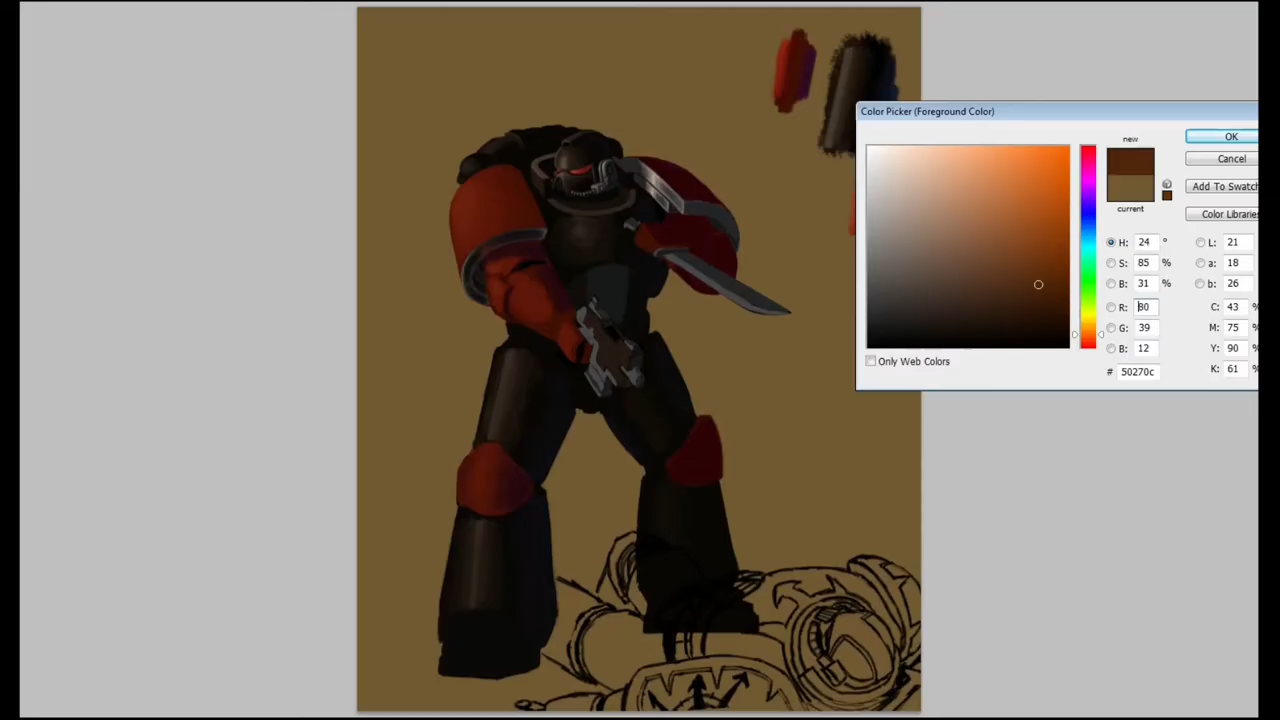 Color Picker (Foreground Color)
new
current
OK
Cancel
Add To Swatch
Color Librarie
H: 24 °
S: 85 %
B: 31 %
R: 80
G: 39
B: 12
L: 21
a: 18
b: 26
C: 43 %
M: 75 %
Y: 90 %
K: 61 %
# 50270c
Only Web Colors